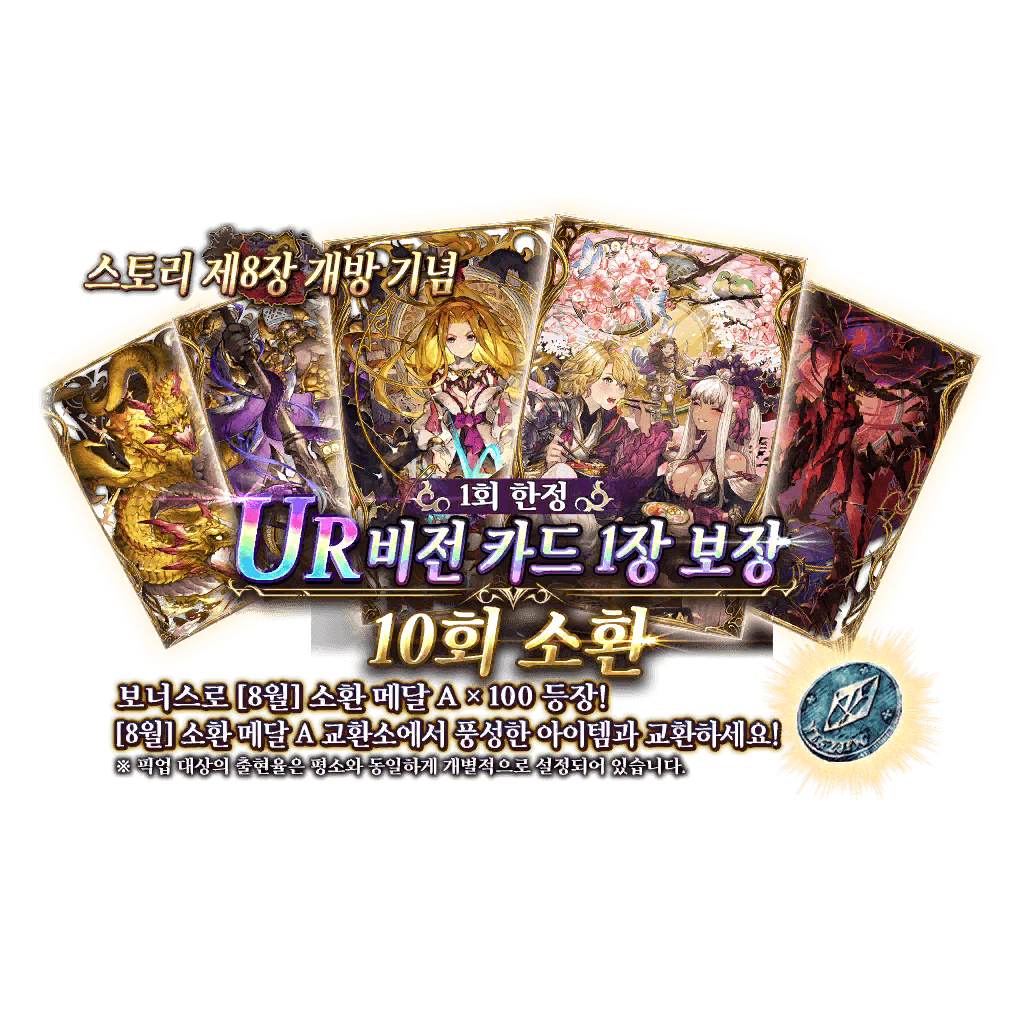 스토리 제8장 개방 기념
1회 한정
UR 비전 카드 1장 보장
10회 소환
보너스로 [8월] 소환 메달 A × 100 등장!
[8월] 소환 메달 A 교환소에서 풍성한 아이템과 교환하세요!
※ 픽업 대상의 출현율은 평소와 동일하게 개별적으로 설정되어 있습니다.